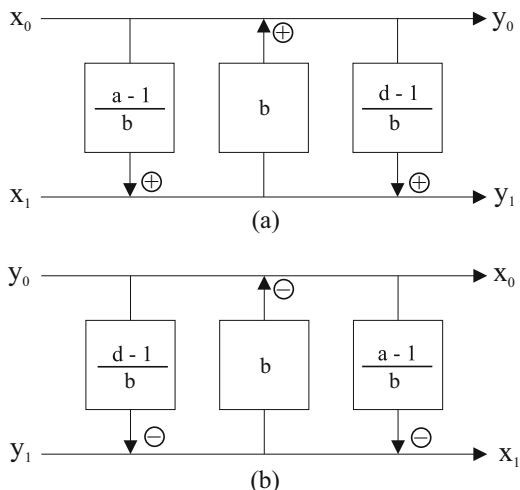 x₀ y₀
⊕
a - 1
b
b
d - 1
b
⊕ ⊕
x₁ y₁
(a)
y₀ x₀
⊖
d - 1
b
b
a - 1
b
⊖ ⊖
y₁ x₁
(b)